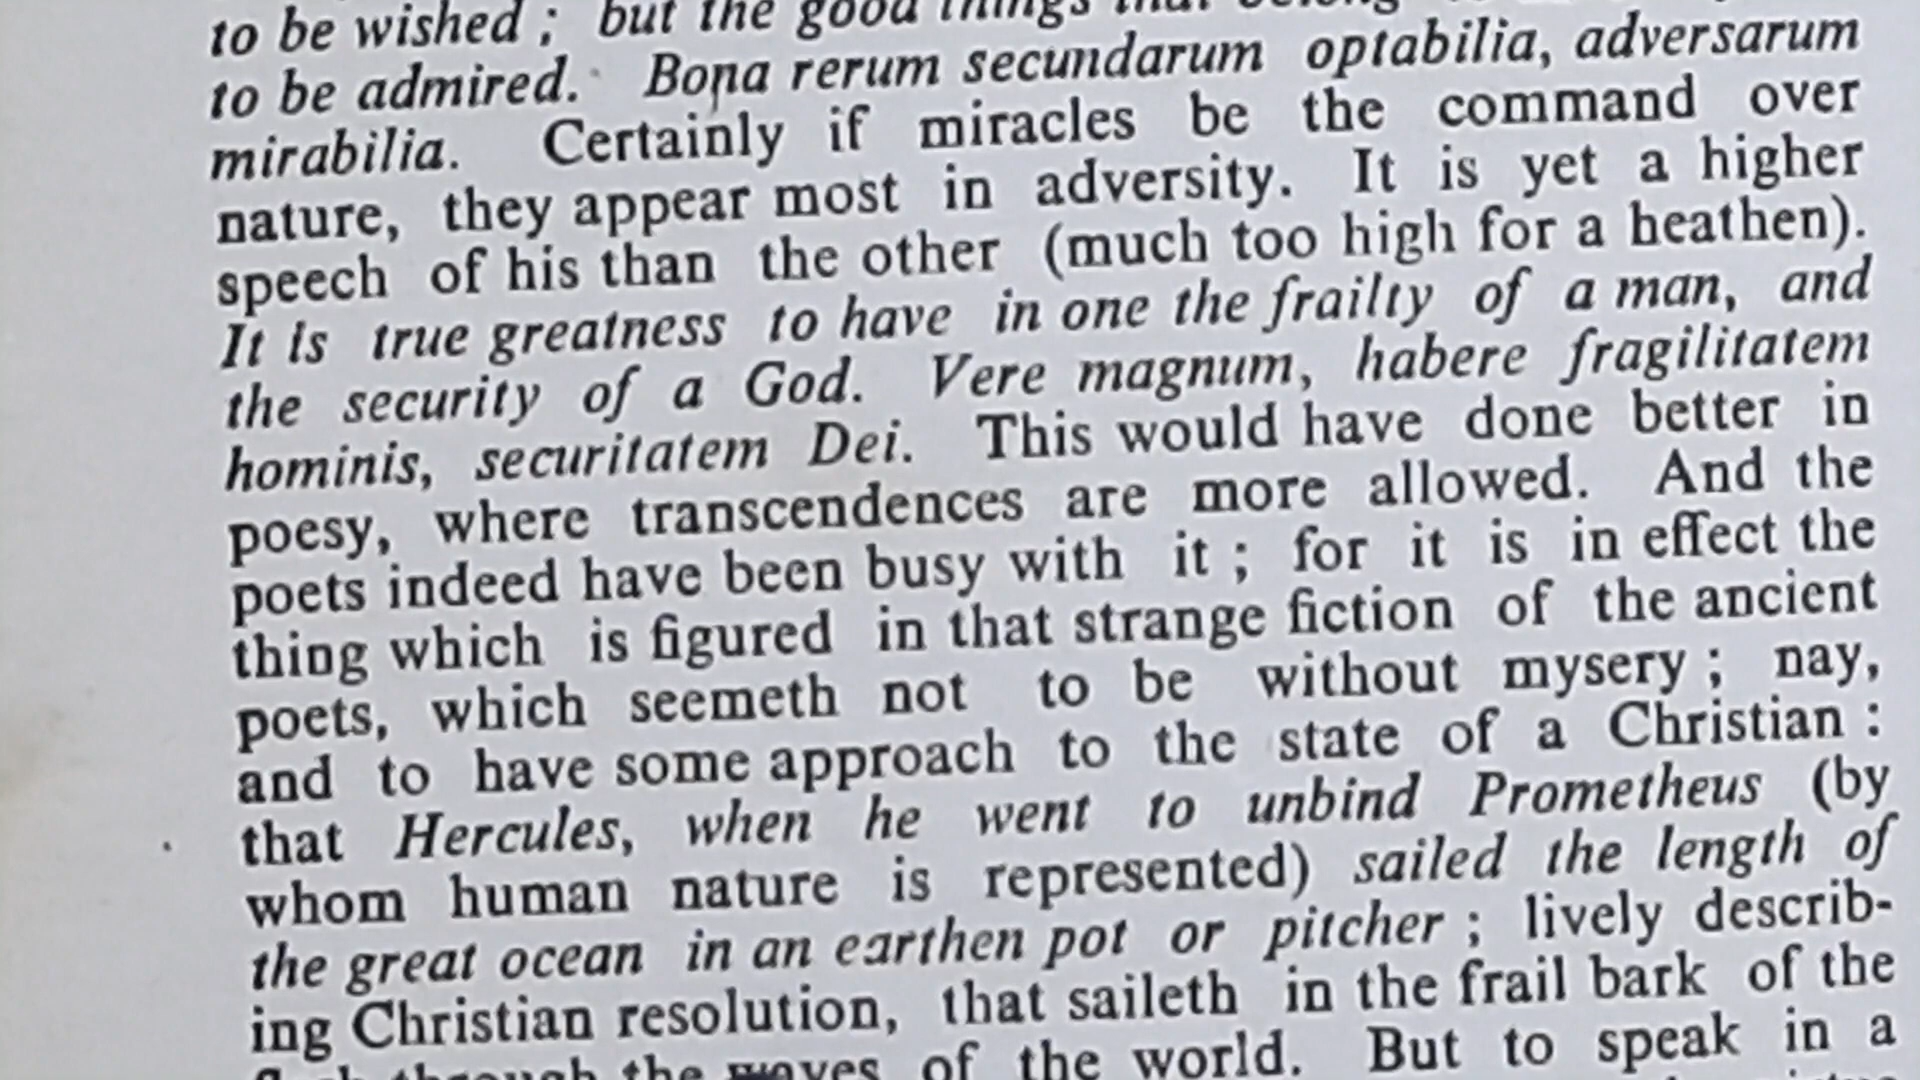 to be wished ; but the good things that belong
to be admired. Bona rerum secundarum optabilia, adversarum
mirabilia. Certainly if miracles be the command over
nature, they appear most in adversity. It is yet a higher
speech of his than the other (much too high for a heathen).
It is true greatness to have in one the frailty of a man, and
the security of a God. Vere magnum, habere fragilitatem
hominis, securitatem Dei. This would have done better in
poesy, where transcendences are more allowed. And the
poets indeed have been busy with it ; for it is in effect the
thing which is figured in that strange fiction of the ancient
poets, which seemeth not to be without mysery ; nay,
and to have some approach to the state of a Christian :
that Hercules, when he went to unbind Prometheus (by
whom human nature is represented) sailed the length of
the great ocean in an earthen pot or pitcher ; lively describ-
ing Christian resolution, that saileth in the frail bark of the
through the waves of the world. But to speak in a